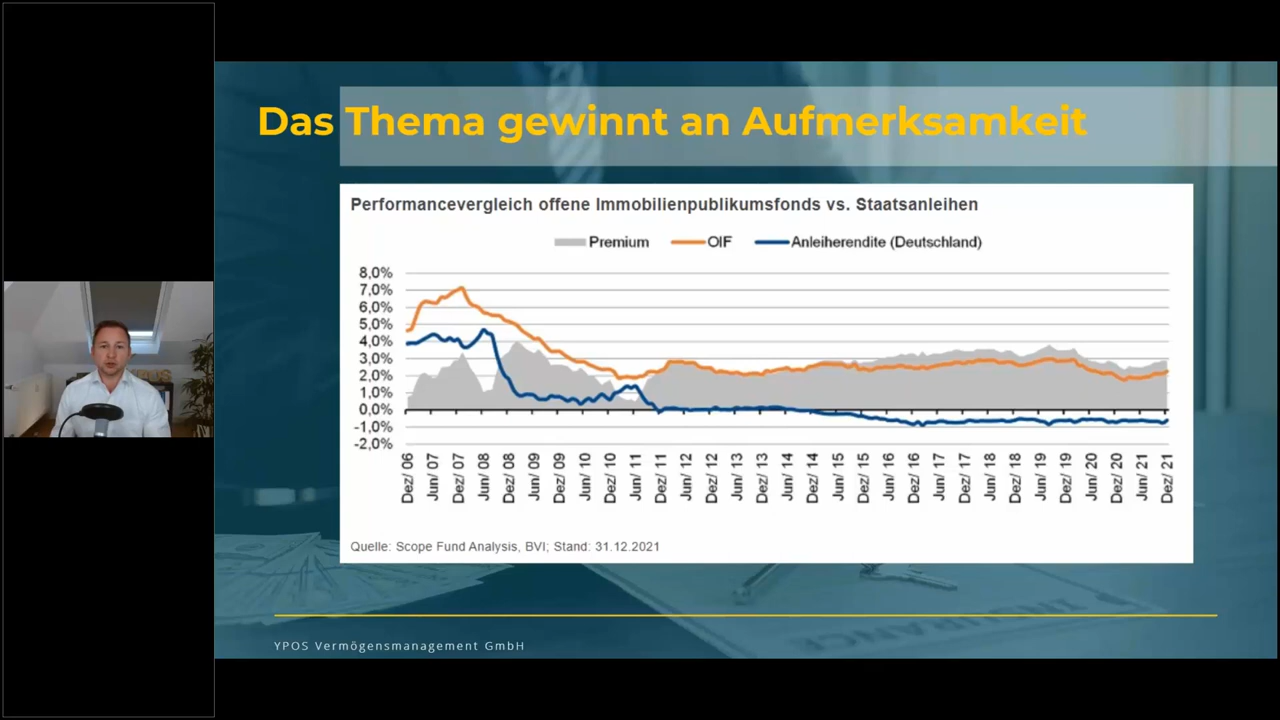 Das Thema gewinnt an Aufmerksamkeit
Performancevergleich offene Immobilienpublikumsfonds vs. Staatsanleihen
Premium OIF Anleiherendite (Deutschland)
8,0%
7,0%
6,0%
5,0%
4,0%
3,0%
2,0%
1,0%
0,0%
-1,0%
-2,0%
Dez/ 06
Jun/ 07
Dez/ 07
Jun/ 08
Dez/ 08
Jun/ 09
Dez/ 09
Jun/ 10
Dez/ 10
Jun/ 11
Dez/ 11
Jun/ 12
Dez/ 12
Jun/ 13
Dez/ 13
Jun/ 14
Dez/ 14
Jun/ 15
Dez/ 15
Jun/ 16
Dez/ 16
Jun/ 17
Dez/ 17
Jun/ 18
Dez/ 18
Jun/ 19
Dez/ 19
Jun/ 20
Dez/ 20
Jun/ 21
Dez/ 21
Quelle: Scope Fund Analysis, BVI; Stand: 31.12.2021
YPOS Vermögensmanagement GmbH